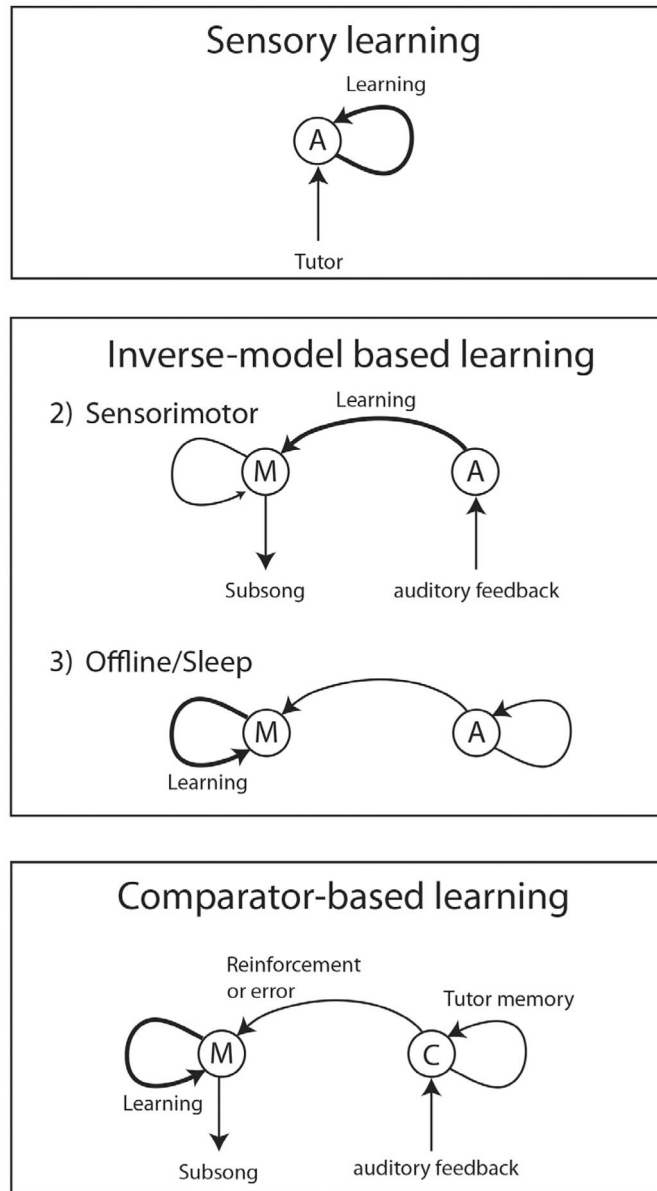 Sensory learning
Learning
A
Tutor
Inverse-model based learning
2) Sensorimotor
Learning
M
A
Subsong
auditory feedback
3) Offline/Sleep
M
A
Learning
Comparator-based learning
Reinforcement
or error
Tutor memory
M
C
Learning
Subsong
auditory feedback